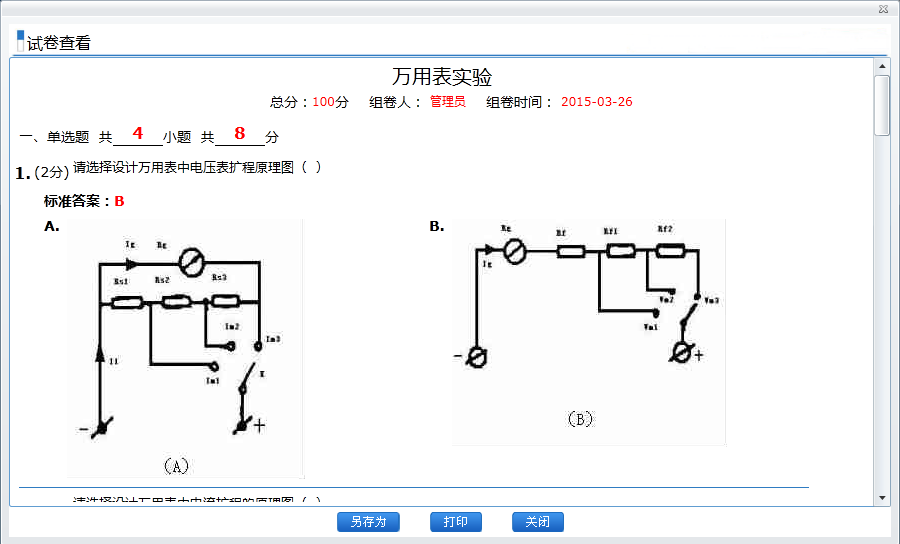 试卷查看
万用表实验
总分：100分 组卷人： 管理员 组卷时间： 2015-03-26
一、单选题 共 4 小题 共 8 分
1. (2分) 请选择设计万用表中电压表扩程原理图（ ）
标准答案：B
A.
Ig Rg
Rs1 Rs2 Rs3
Im2
Im3
I1
Im1
K
- +
(A)
B.
Rg Rf Rf1 Rf2
Ig
Vm2 Vm3
Vm1
- +
(B)
请选择设计万用表中电流扩程的原理图（ ）
另存为 打印 关闭